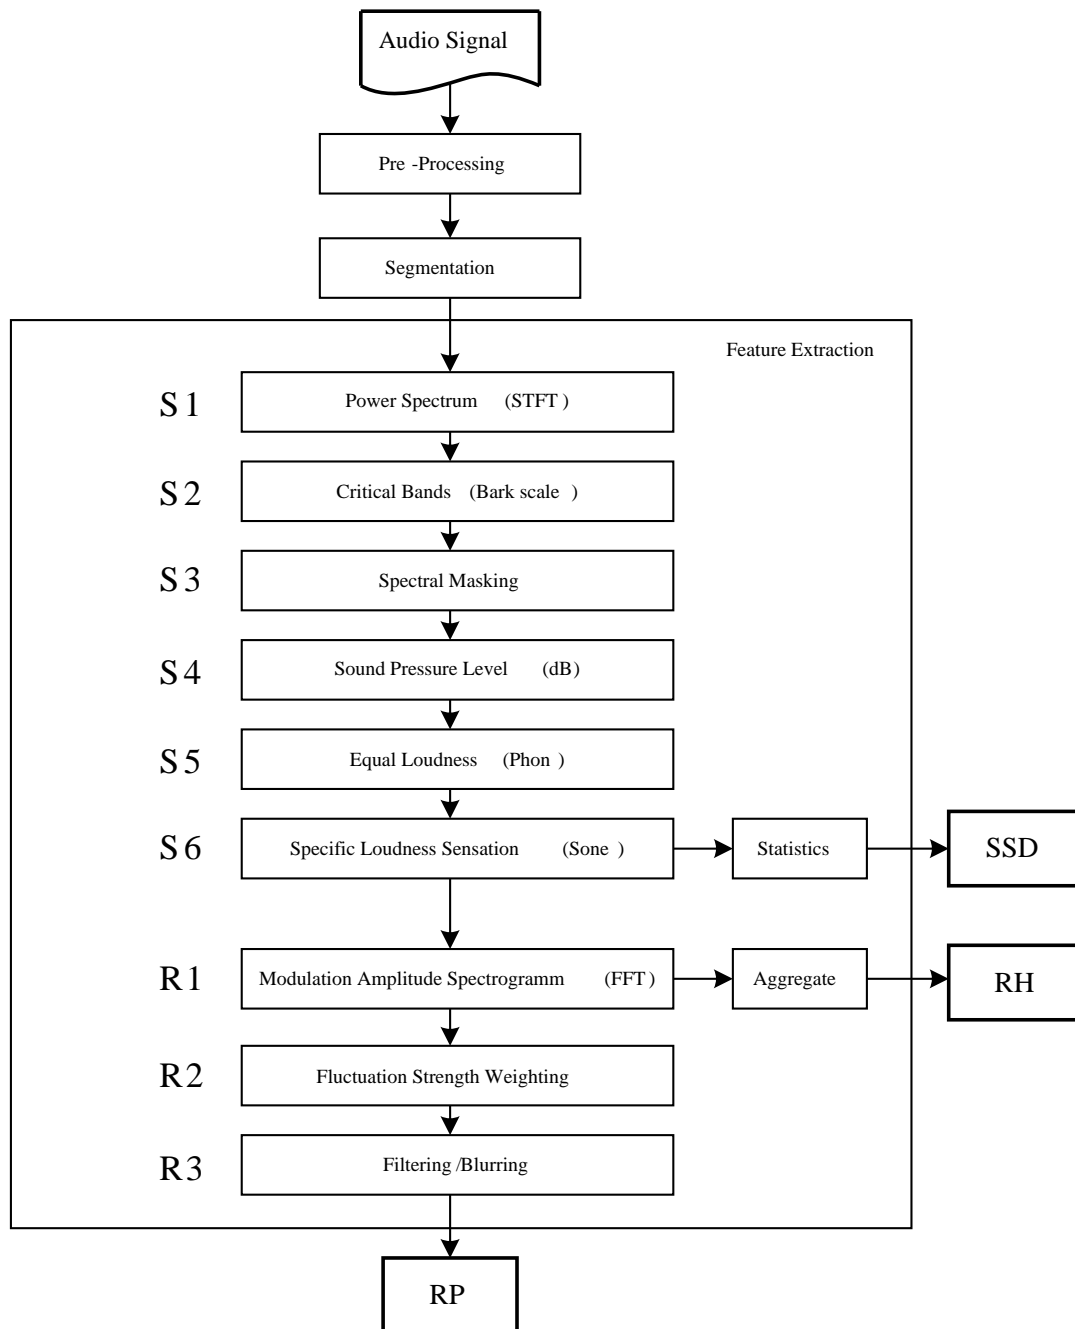 Audio Signal
Pre -Processing
Segmentation
Feature Extraction
S1 Power Spectrum (STFT )
S2 Critical Bands (Bark scale )
S3 Spectral Masking
S4 Sound Pressure Level (dB)
S5 Equal Loudness (Phon )
S6 Specific Loudness Sensation (Sone ) Statistics SSD
R1 Modulation Amplitude Spectrogramm (FFT ) Aggregate RH
R2 Fluctuation Strength Weighting
R3 Filtering /Blurring
RP